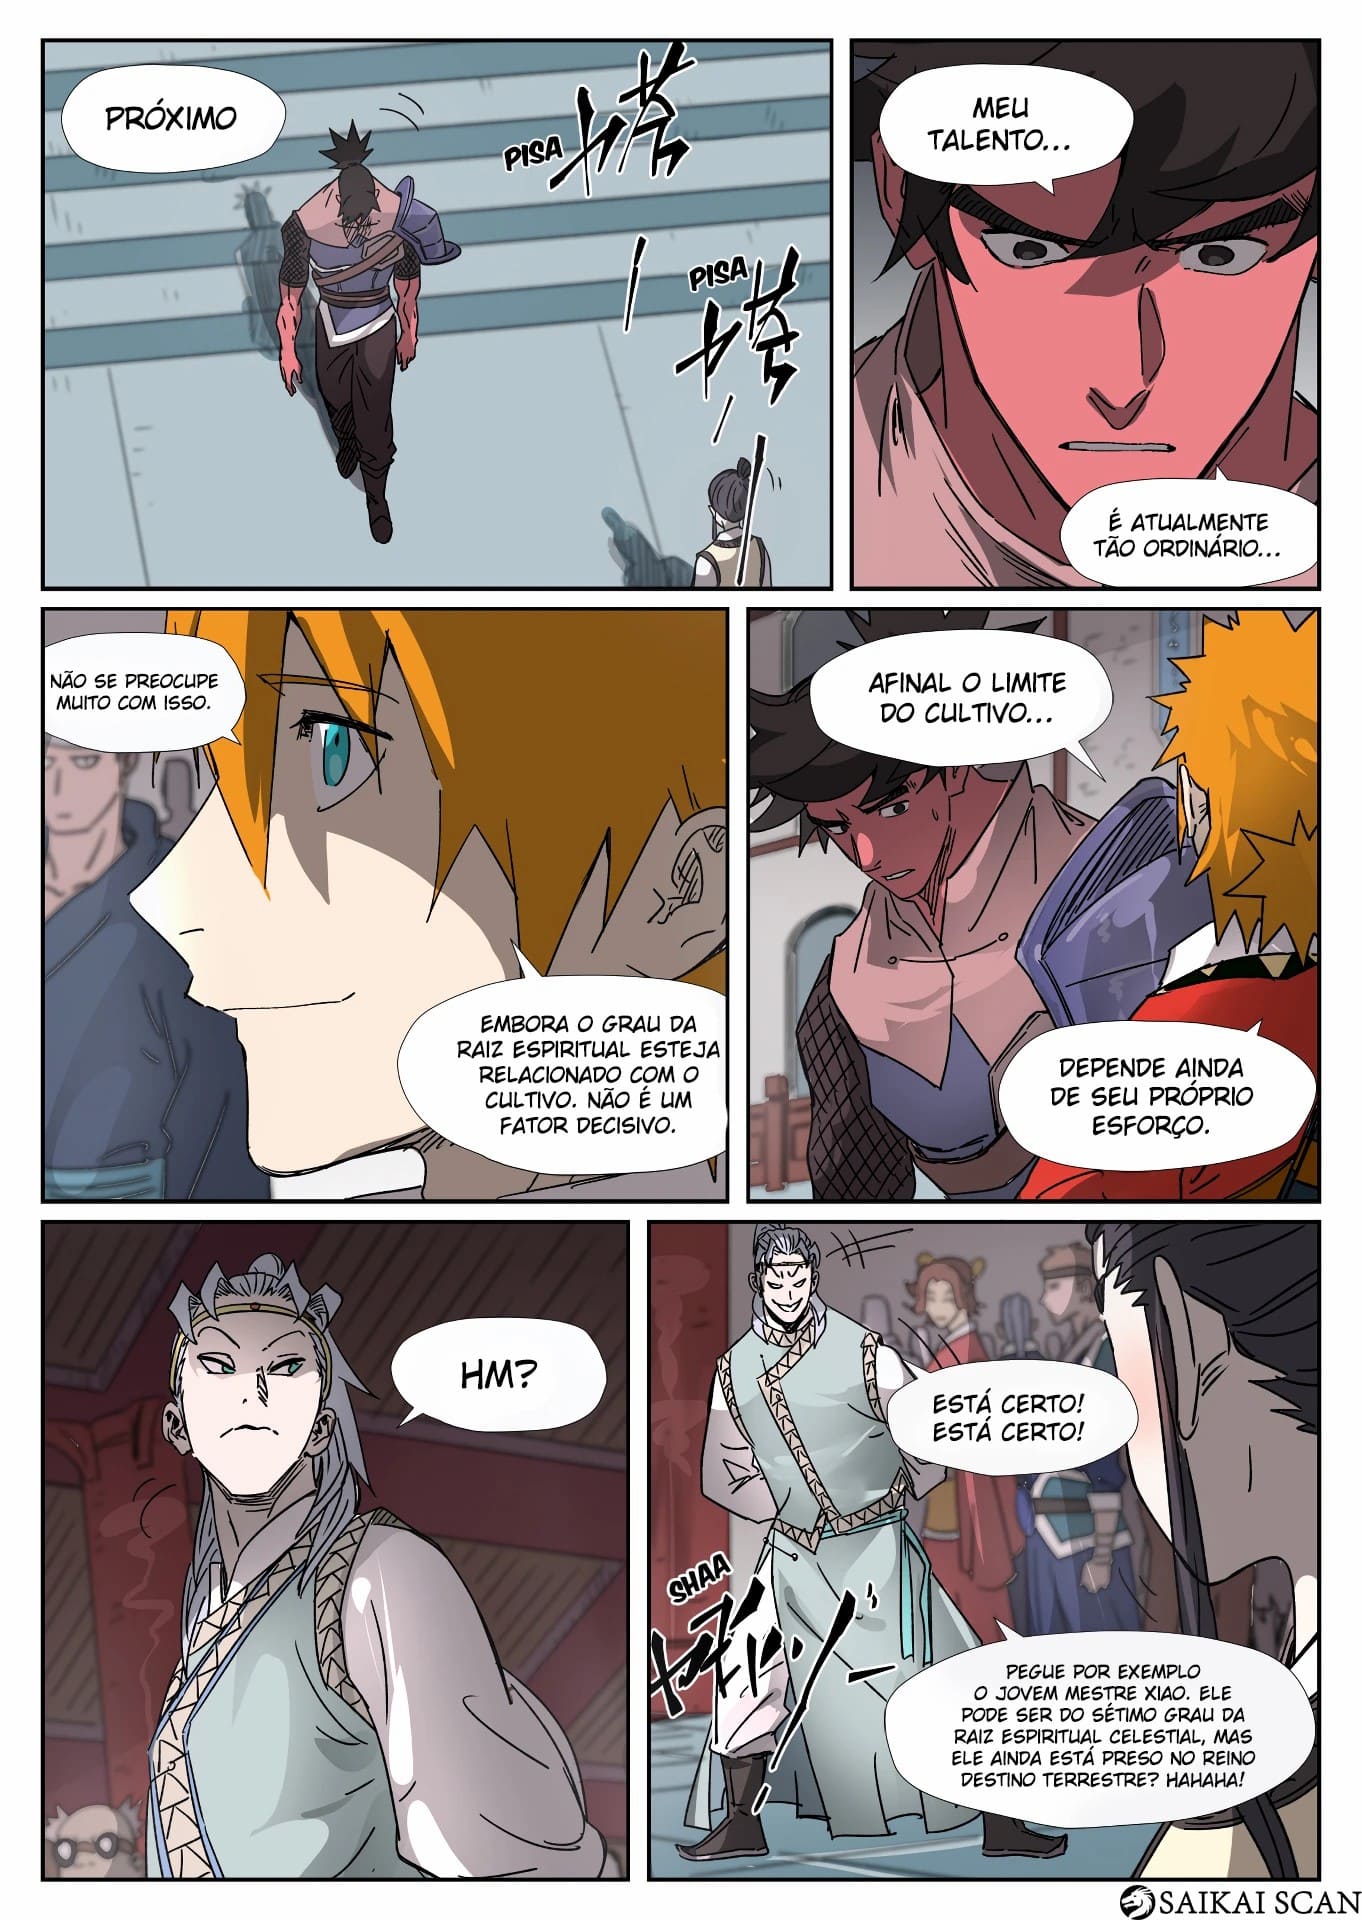 PRÓXIMO
PISA
PISA
MEU
TALENTO...
É ATUALMENTE
TÃO ORDINÁRIO...
NÃO SE PREOCUPE
MUITO COM ISSO.
EMBORA O GRAU DA
RAIZ ESPIRITUAL ESTEJA
RELACIONADO COM O
CULTIVO. NÃO É UM
FATOR DECISIVO.
AFINAL O LIMITE
DO CULTIVO...
DEPENDE AINDA
DE SEU PRÓPRIO
ESFORÇO.
HM?
ESTÁ CERTO!
ESTÁ CERTO!
SHAA
PEGUE POR EXEMPLO
O JOVEM MESTRE XIAO. ELE
PODE SER DO SÉTIMO GRAU DA
RAIZ ESPIRITUAL CELESTIAL, MAS
ELE AINDA ESTÁ PRESO NO REINO
DESTINO TERRESTRE? HAHAHA!
SAIKAI SCAN